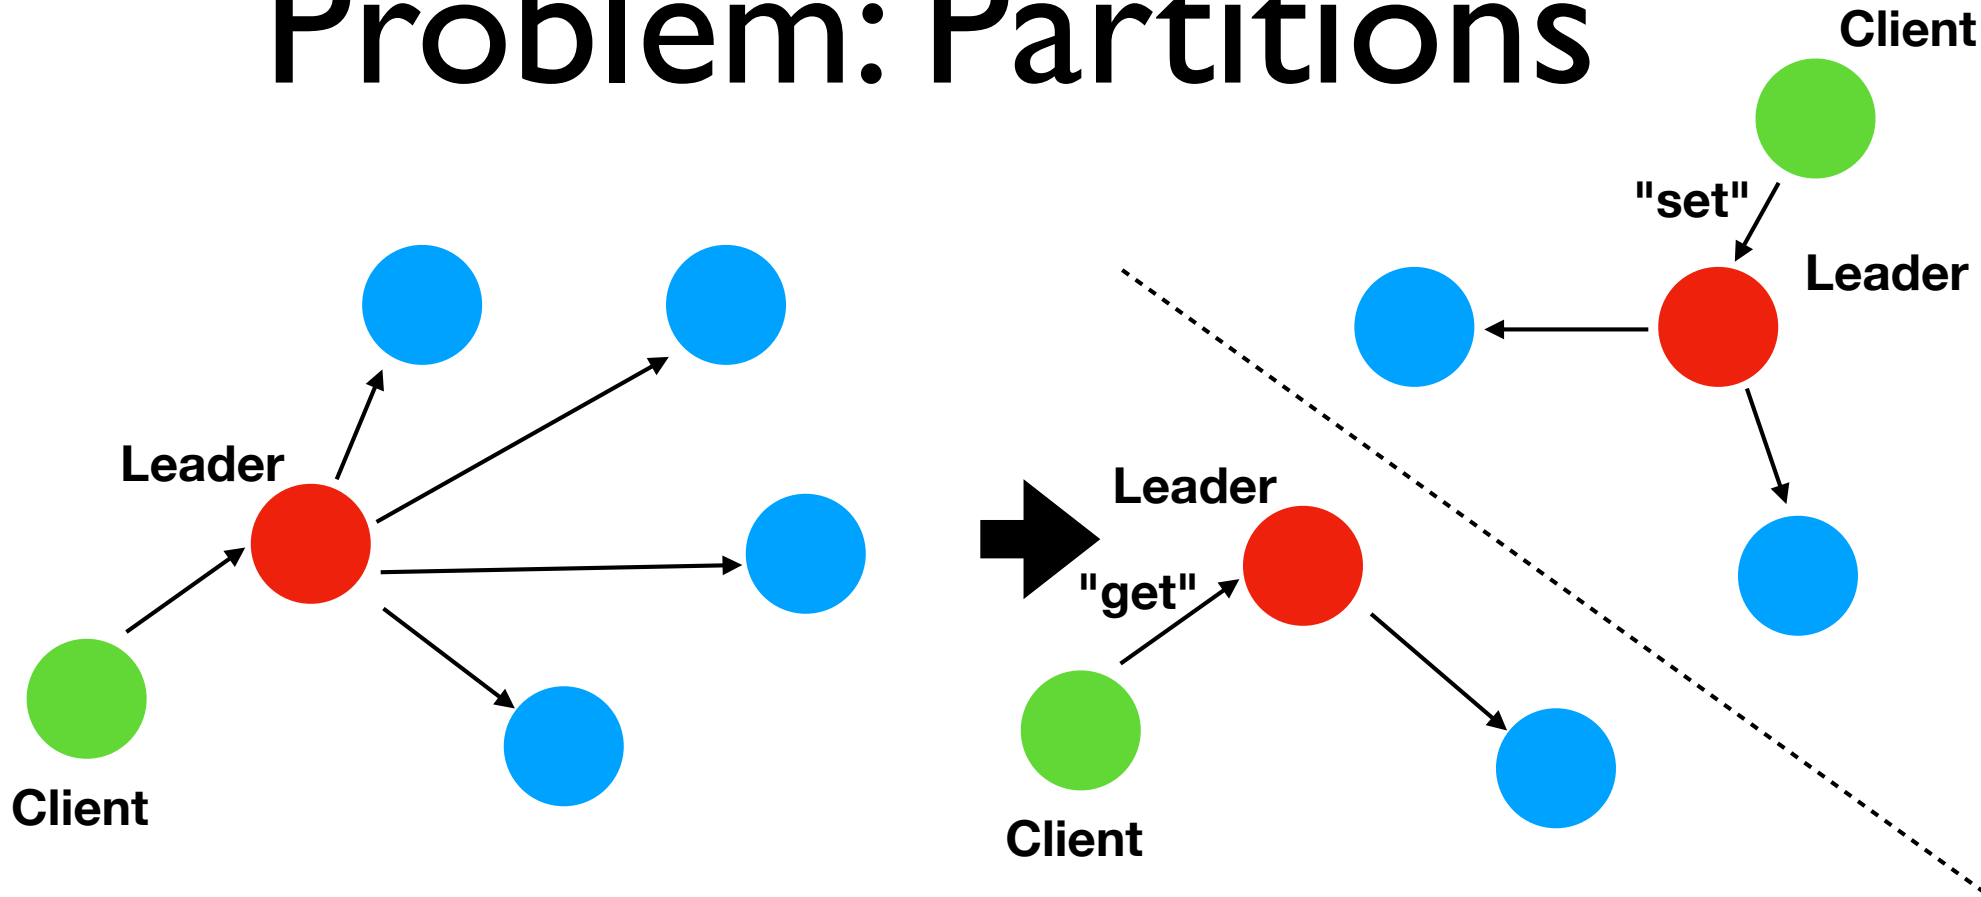 Problem: Partitions
Client
"set"
Leader
Leader
Leader
"get"
Client
Client